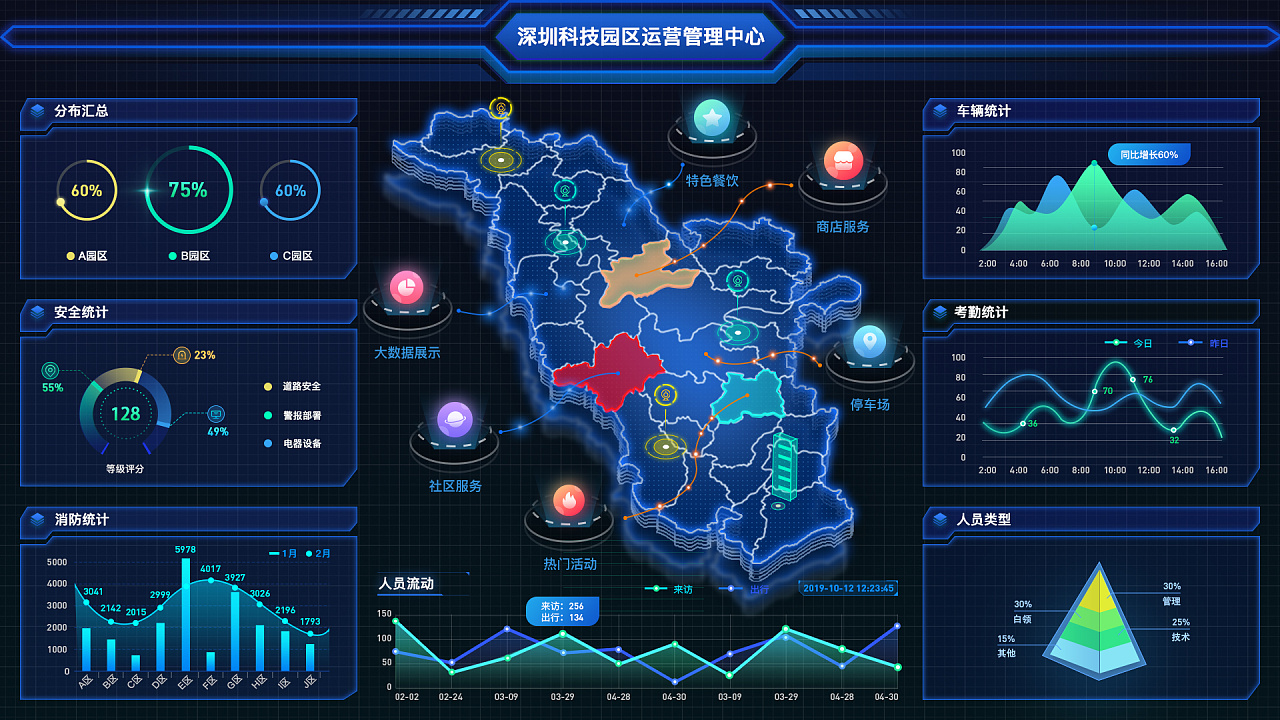 深圳科技园区运营管理中心
分布汇总
60%
75%
60%
A园区
B园区
C园区
安全统计
23%
55%
128
49%
等级评分
道路安全
警报部署
电器设备
消防统计
1月
2月
5000
4000
3000
2000
1000
0
3041
2142
2015
2999
5978
4017
3927
3026
2196
1793
A区
B区
C区
D区
E区
F区
G区
H区
I区
J区
特色餐饮
商店服务
大数据展示
停车场
社区服务
热门活动
人员流动
来访
出行
2019-10-12 12:23:45
来访：256
出行：134
150
100
50
0
02-02
02-24
03-09
03-29
04-28
04-30
03-09
03-29
04-28
04-30
车辆统计
同比增长60%
100
80
60
40
20
0
2:00
4:00
6:00
8:00
10:00
12:00
14:00
16:00
考勤统计
今日
昨日
100
80
60
40
20
0
36
70
76
32
2:00
4:00
6:00
8:00
10:00
12:00
14:00
16:00
人员类型
30%
管理
30%
白领
25%
技术
15%
其他